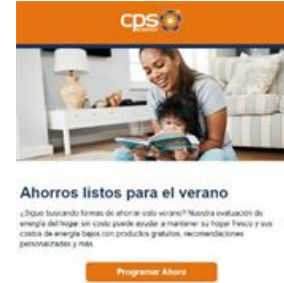 cps
ENERGY
Ahorros listos para el verano
¿Sigue buscando formas de ahorrar este verano? Nuestra evaluación de
energía del hogar sin costo puede ayudar a mantener su hogar fresco y sus
costos de energía bajos con productos gratuitos, recomendaciones
personalizadas y más.
Programar Ahora